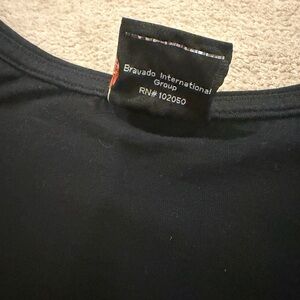 Bravado International
Group
RN#102050